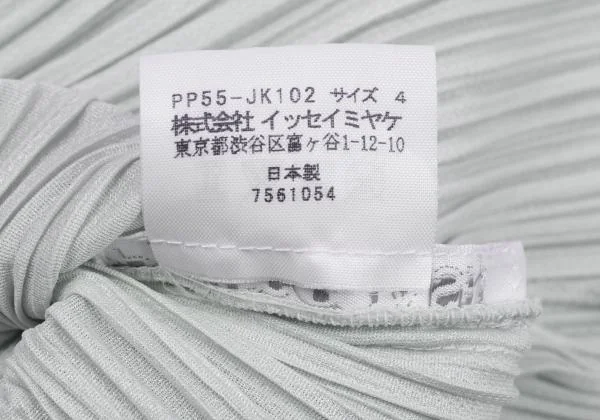 PP55-JK102 サイズ 4
株式会社 イッセイミヤケ
東京都渋谷区富ヶ谷1-12-10
日本製
7561054